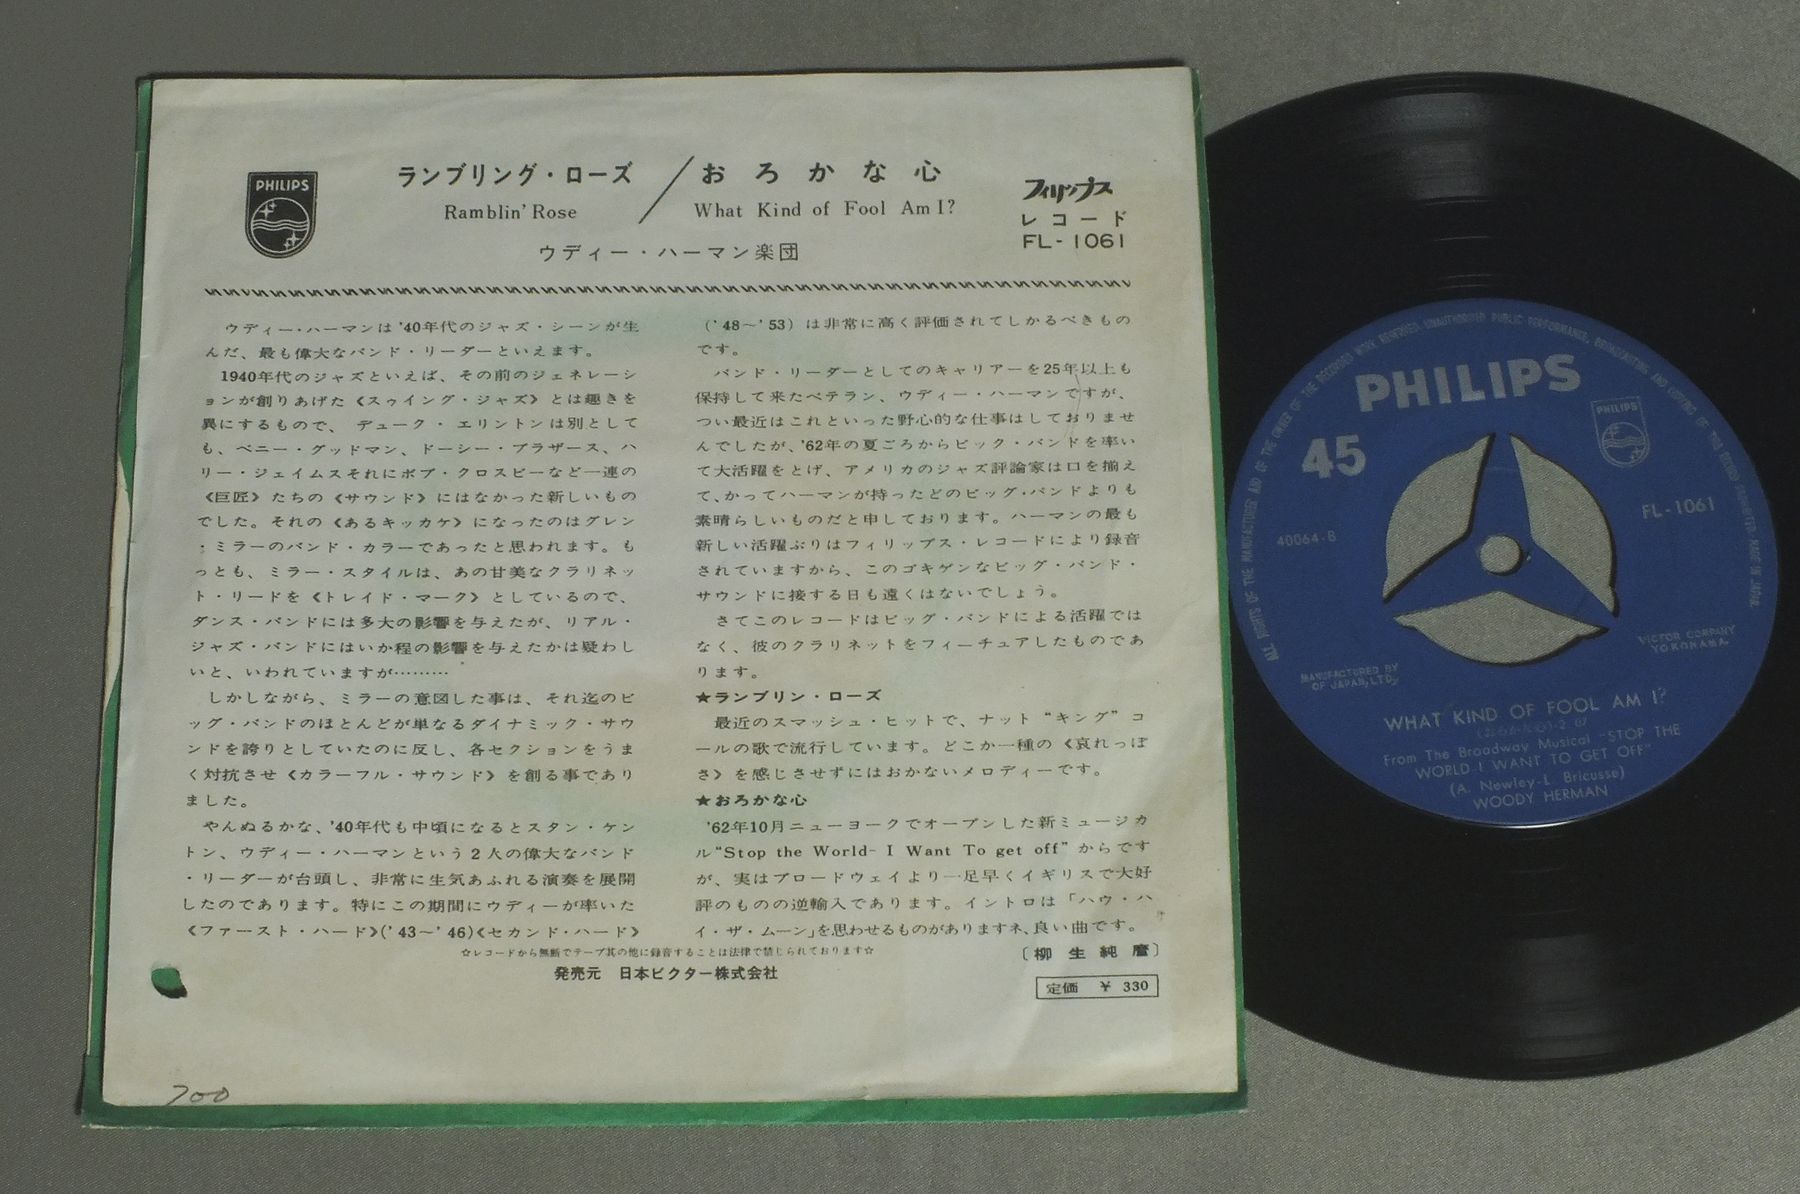 PHILIPS
ランブリング・ローズ／おろかな心
Ramblin' Rose
What Kind of Fool Am I?
ウディー・ハーマン楽団
フィリップス
レコード
FL-1061
ウディー・ハーマンは '40年代のジャズ・シーンが生
んだ、最も偉大なバンド・リーダーといえます。
1940年代のジャズといえば、その前のジェネレーシ
ョンが創りあげた《スゥイング・ジャズ》とは趣きを
異にするもので、 デューク・ エリントンは別として
も、ベニー・グッドマン、ドーシー・ブラザース、ハ
リー・ジェイムスそれにボブ・クロスビーなど一連の
《巨匠》たちの《サウンド》にはなかった新しいもの
でした。それの《あるキッカケ》になったのはグレン
・ミラーのバンド・カラーであったと思われます。も
っとも、ミラー・スタイルは、あの甘美なクラリネッ
ト・リードを《トレイド・マーク》としているので、
ダンス・バンドには多大の影響を与えたが、リアル・
ジャズ・バンドにはいか程の影響を与えたかは疑わし
いと、いわれていますが………
しかしながら、ミラーの意図した事は、それ迄のビ
ッグ・バンドのほとんどが単なるダイナミック・サウ
ンドを誇りとしていたのに反し、各セクションをうま
く対抗させ《カラーフル・サウンド》を創る事であり
ました。
やんぬるかな、'40年代も中頃になるとスタン・ケン
トン、ウディー・ハーマンという2人の偉大なバンド
・リーダーが台頭し、非常に生気あふれる演奏を展開
したのであります。特にこの期間にウディーが率いた
《ファースト・ハード》('43〜'46)《セカンド・ハード》
('48〜'53) は非常に高く評価されてしかるべきもの
です。
バンド・リーダーとしてのキャリアーを25年以上も
保持して来たベテラン、ウディー・ハーマンですが、
つい最近はこれといった野心的な仕事はしておりませ
んでしたが、'62年の夏ごろからビック・バンドを率い
て大活躍をとげ、アメリカのジャズ評論家は口を揃え
て、かってハーマンが持ったどのビッグ・バンドよりも
素晴らしいものだと申しております。ハーマンの最も
新しい活躍ぶりはフィリップス・レコードにより録音
されていますから、このゴキゲンなビッグ・バンド・
サウンドに接する日も遠くはないでしょう。
さてこのレコードはビッグ・バンドによる活躍では
なく、彼のクラリネットをフィーチュアしたものであ
ります。
★ランブリン・ローズ
最近のスマッシュ・ヒットで、ナット“キング”コ
ールの歌で流行しています。どこか一種の《哀れっぽ
さ》を感じさせずにはおかないメロディーです。
★おろかな心
'62年10月ニューヨークでオープンした新ミュージカ
ル“Stop the World- I Want To get off”からです
が、実はブロードウェイより一足早くイギリスで大好
評のものの逆輸入であります。イントロは「ハウ・ハ
イ・ザ・ムーン」を思わせるものがありますネ、良い曲です。
〔柳生純麿〕
☆レコードから無断でテープ其の他に録音することは法律で禁じられております☆
発売元 日本ビクター株式会社
定価 ￥ 330
700
ALL RIGHTS OF THE MANUFACTURER AND OF THE OWNER OF THE RECORDED WORK RESERVED. UNAUTHORIZED PUBLIC PERFORMANCE, BROADCASTING AND COPYING OF THIS RECORD PROHIBITED. MADE IN JAPAN.
PHILIPS
PHILIPS
45
FL-1061
40064-B
MANUFACTURED BY VICTOR COMPANY
OF JAPAN, LTD., YOKOHAMA.
WHAT KIND OF FOOL AM I?
From The Broadway Musical "STOP THE
WORLD-I WANT TO GET OFF"
(A. Newley-L. Bricusse)
WOODY HERMAN